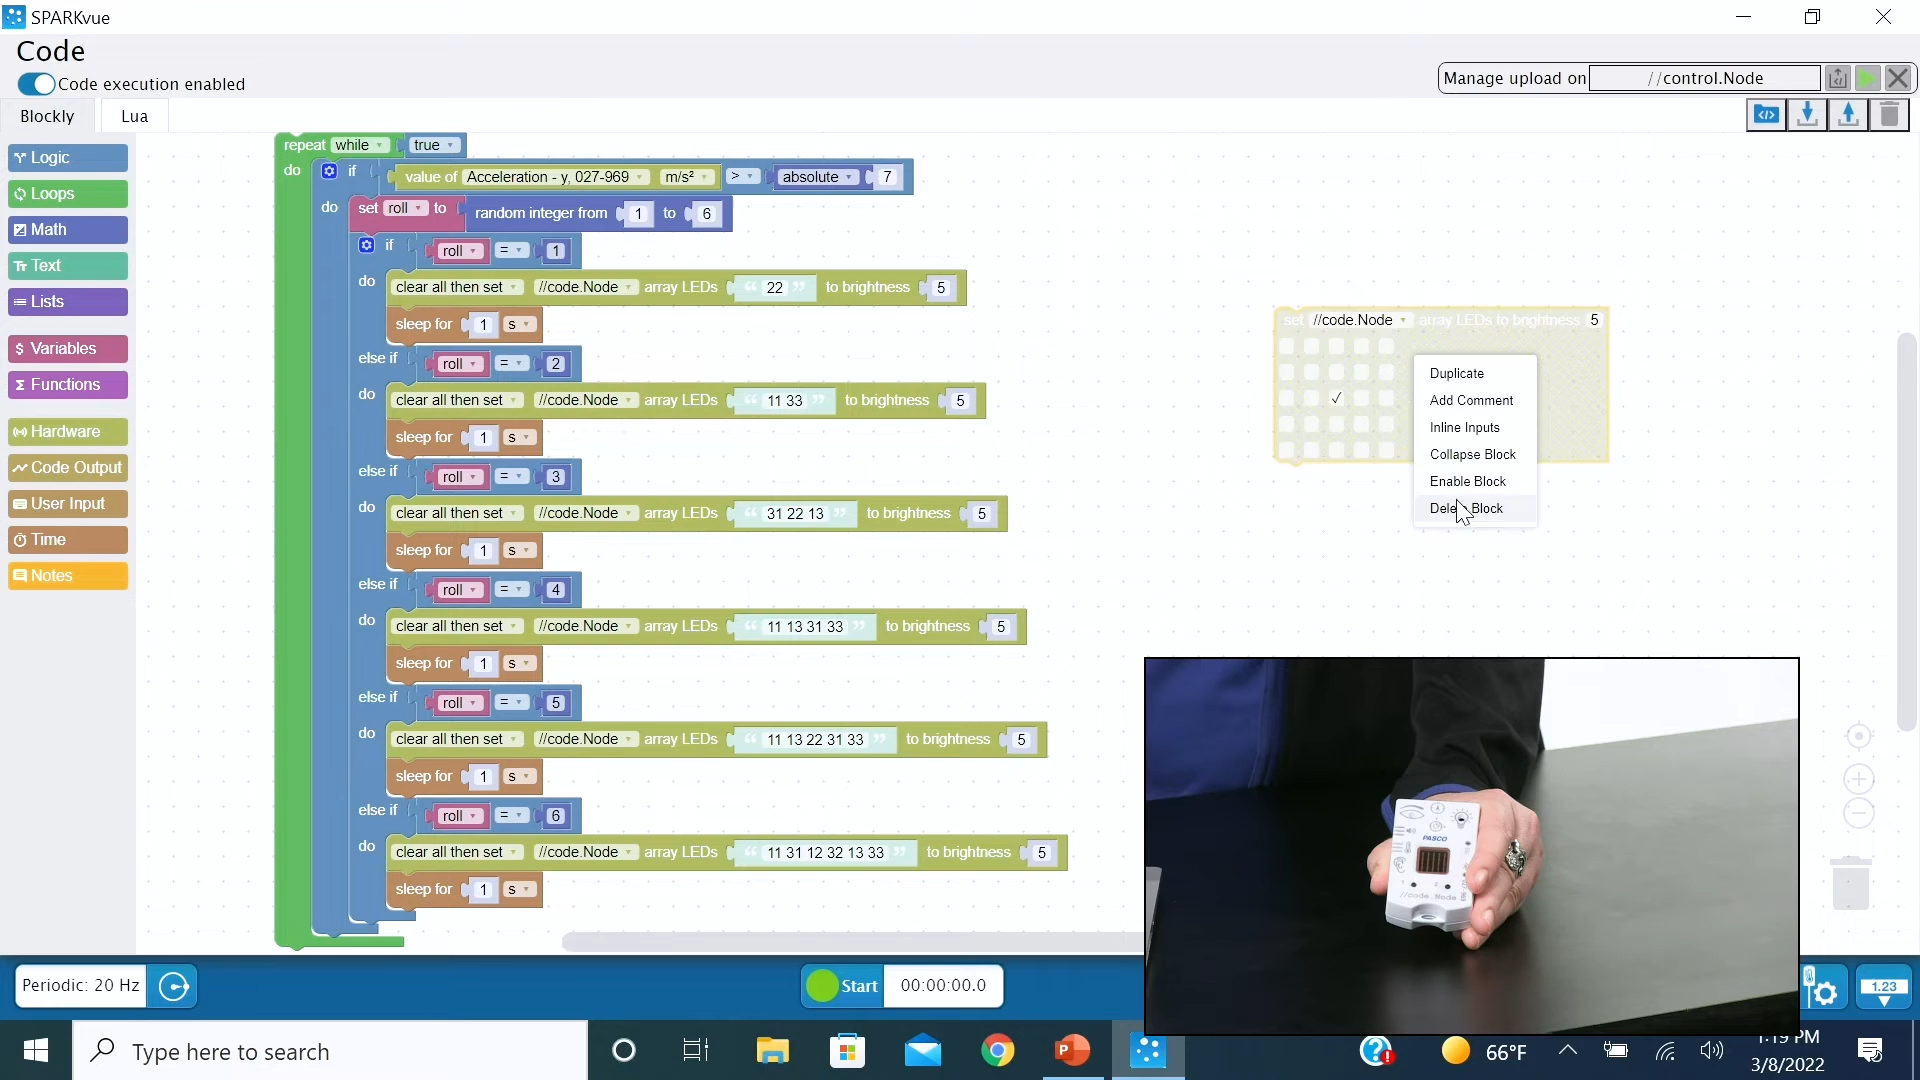 SPARKvue
Code
Code execution enabled
Manage upload on //control.Node
Blockly Lua
Logic
Loops
Math
Text
Lists
Variables
Functions
Hardware
Code Output
User Input
Time
Notes
repeat while true
do if value of Acceleration - y, 027-969 m/s² > absolute 7
do set roll to random integer from 1 to 6
if roll = 1
do clear all then set //code.Node array LEDs “ 22 ” to brightness 5
sleep for 1 s
else if roll = 2
do clear all then set //code.Node array LEDs “ 11 33 ” to brightness 5
sleep for 1 s
else if roll = 3
do clear all then set //code.Node array LEDs “ 31 22 13 ” to brightness 5
sleep for 1 s
else if roll = 4
do clear all then set //code.Node array LEDs “ 11 13 31 33 ” to brightness 5
sleep for 1 s
else if roll = 5
do clear all then set //code.Node array LEDs “ 11 13 22 31 33 ” to brightness 5
sleep for 1 s
else if roll = 6
do clear all then set //code.Node array LEDs “ 11 31 12 32 13 33 ” to brightness 5
sleep for 1 s
set //code.Node array LEDs to brightness 5
Duplicate
Add Comment
Inline Inputs
Collapse Block
Enable Block
Delete Block
PASCO
1 2
//code.Node
Periodic: 20 Hz
Start 00:00:00.0
1.23
Type here to search
66°F
1:19 PM
3/8/2022